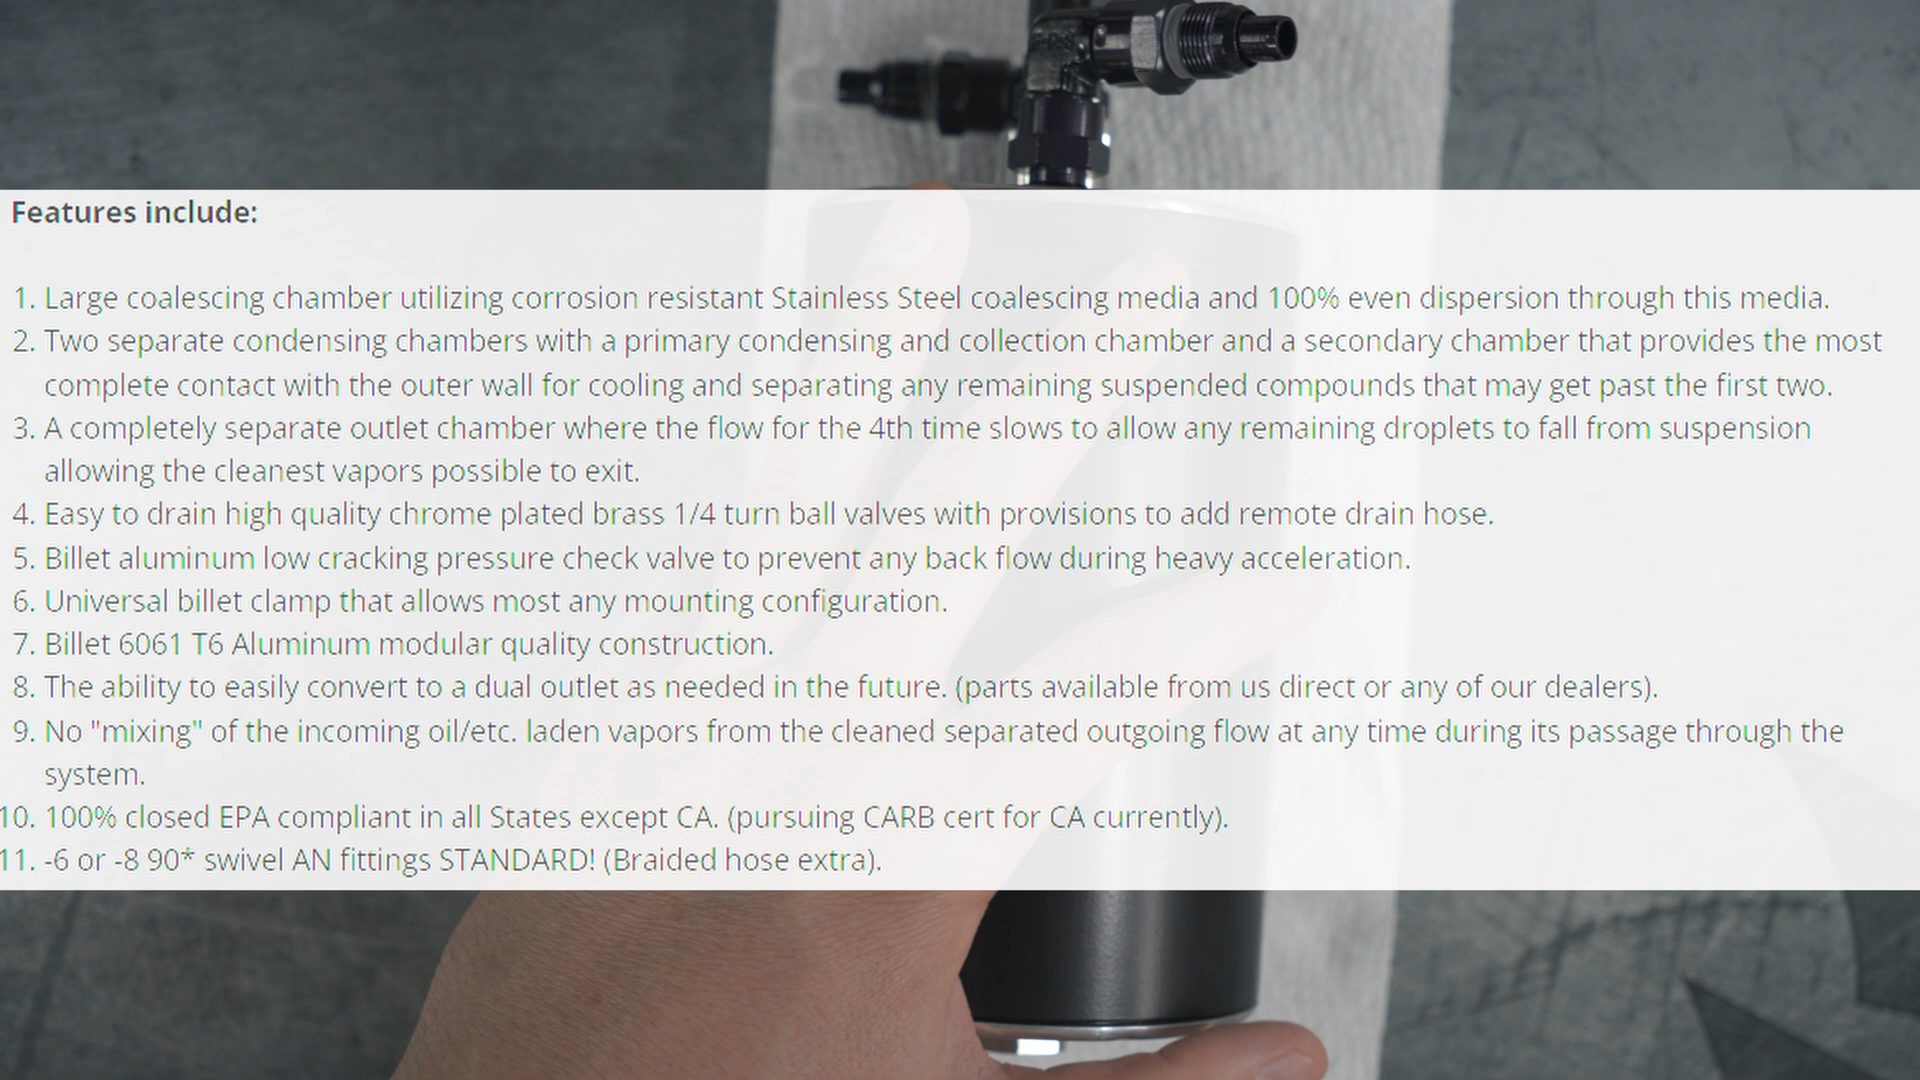 Features include:
1. Large coalescing chamber utilizing corrosion resistant Stainless Steel coalescing media and 100% even dispersion through this media.
2. Two separate condensing chambers with a primary condensing and collection chamber and a secondary chamber that provides the most
complete contact with the outer wall for cooling and separating any remaining suspended compounds that may get past the first two.
3. A completely separate outlet chamber where the flow for the 4th time slows to allow any remaining droplets to fall from suspension
allowing the cleanest vapors possible to exit.
4. Easy to drain high quality chrome plated brass 1/4 turn ball valves with provisions to add remote drain hose.
5. Billet aluminum low cracking pressure check valve to prevent any back flow during heavy acceleration.
6. Universal billet clamp that allows most any mounting configuration.
7. Billet 6061 T6 Aluminum modular quality construction.
8. The ability to easily convert to a dual outlet as needed in the future. (parts available from us direct or any of our dealers).
9. No "mixing" of the incoming oil/etc. laden vapors from the cleaned separated outgoing flow at any time during its passage through the
system.
10. 100% closed EPA compliant in all States except CA. (pursuing CARB cert for CA currently).
11. -6 or -8 90* swivel AN fittings STANDARD! (Braided hose extra).